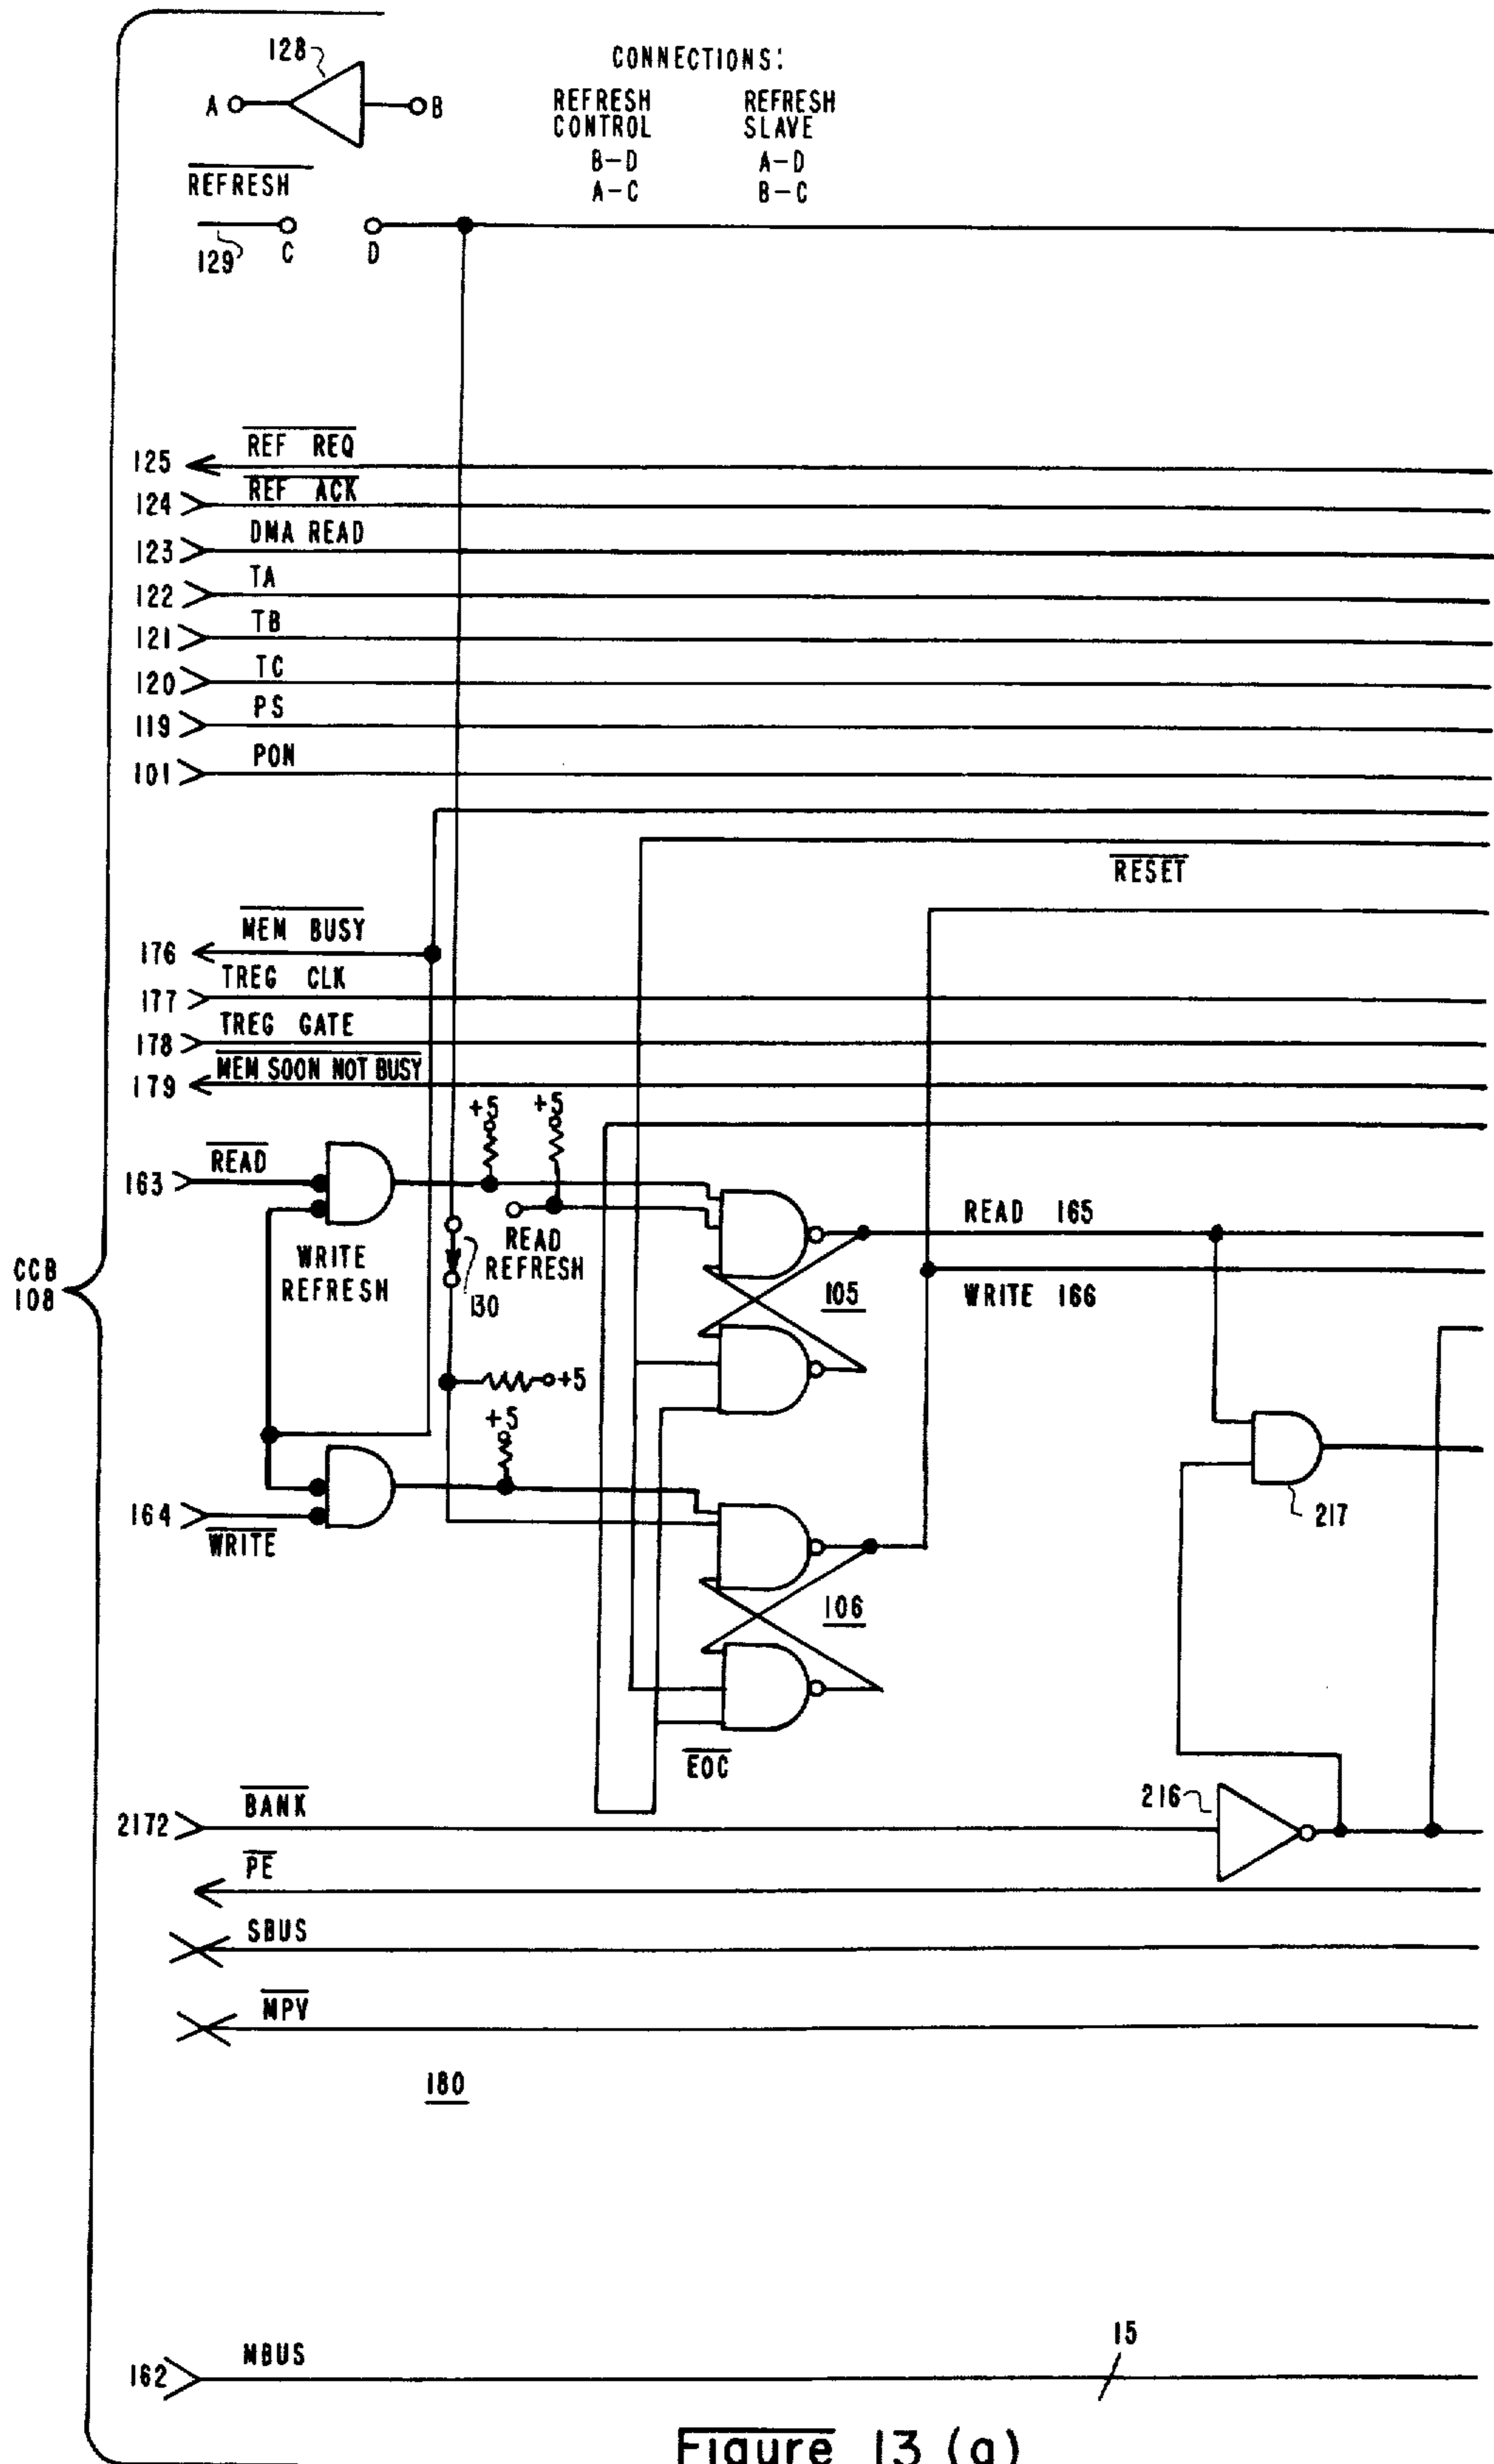 128
CONNECTIONS:
A
B
REFRESH CONTROL
REFRESH SLAVE
B-D
A-D
A-C
B-C
REFRESH
129
C
D
125
REF REQ
124
REF ACK
123
DMA READ
122
TA
121
TB
120
TC
119
PS
101
PON
RESET
176
MEM BUSY
177
TREG CLK
178
TREG GATE
179
MEM SOON NOT BUSY
+5
+5
163
READ
READ 165
WRITE REFRESH
READ REFRESH
130
105
WRITE 166
CCB 108
+5
+5
217
164
WRITE
106
EOC
2172
BANK
216
PE
SBUS
MPV
180
15
162
MBUS
Figure 13 (a)